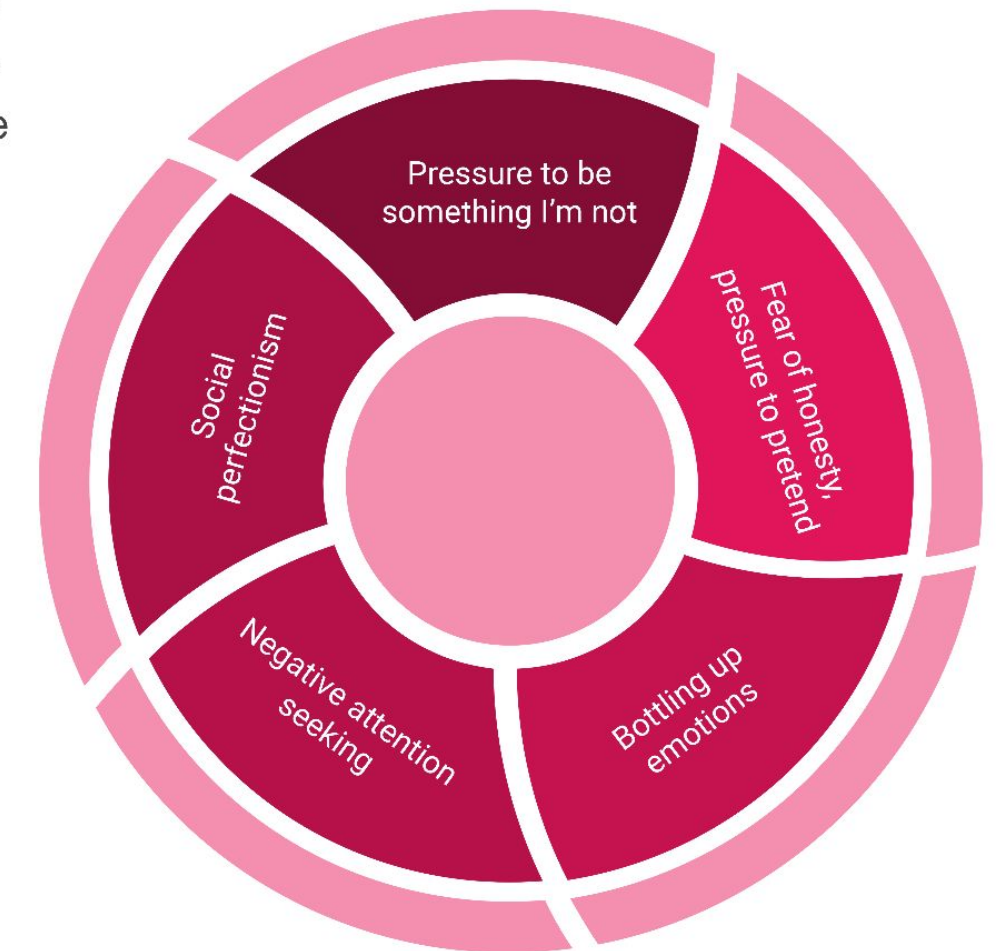 e
Pressure to be
something I'm not
Fear of honesty,
pressure to pretend
Bottling up
emotions
Negative attention
seeking
Social
perfectionism